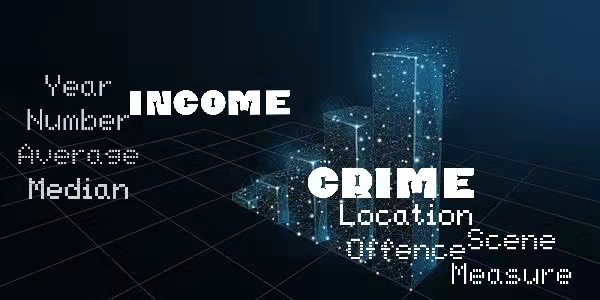 Year
INCOME
Number
Average
Median
CRIME
Location
Offence
Scene
Measure